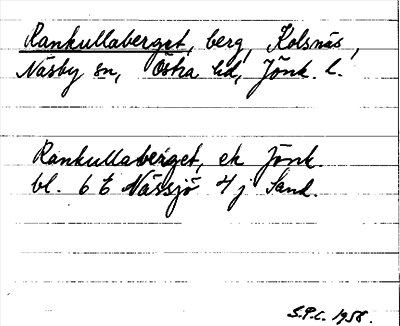 Rankullaberget, berg, Kolsnäs,
Näsby sn, Östra hd, Jönk. l.
Rankullaberget, ek Jönk.
bl. 6 E Nässjö 4 j Sand.
S.P.L. 1958.